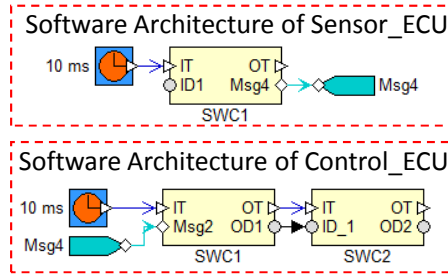 Software Architecture of Sensor_ECU
10 ms IT OT
ID1 Msg4 Msg4
SWC1
Software Architecture of Control_ECU
10 ms IT OT IT OT
Msg4 Msg2 OD1 ID_1 OD2
SWC1 SWC2